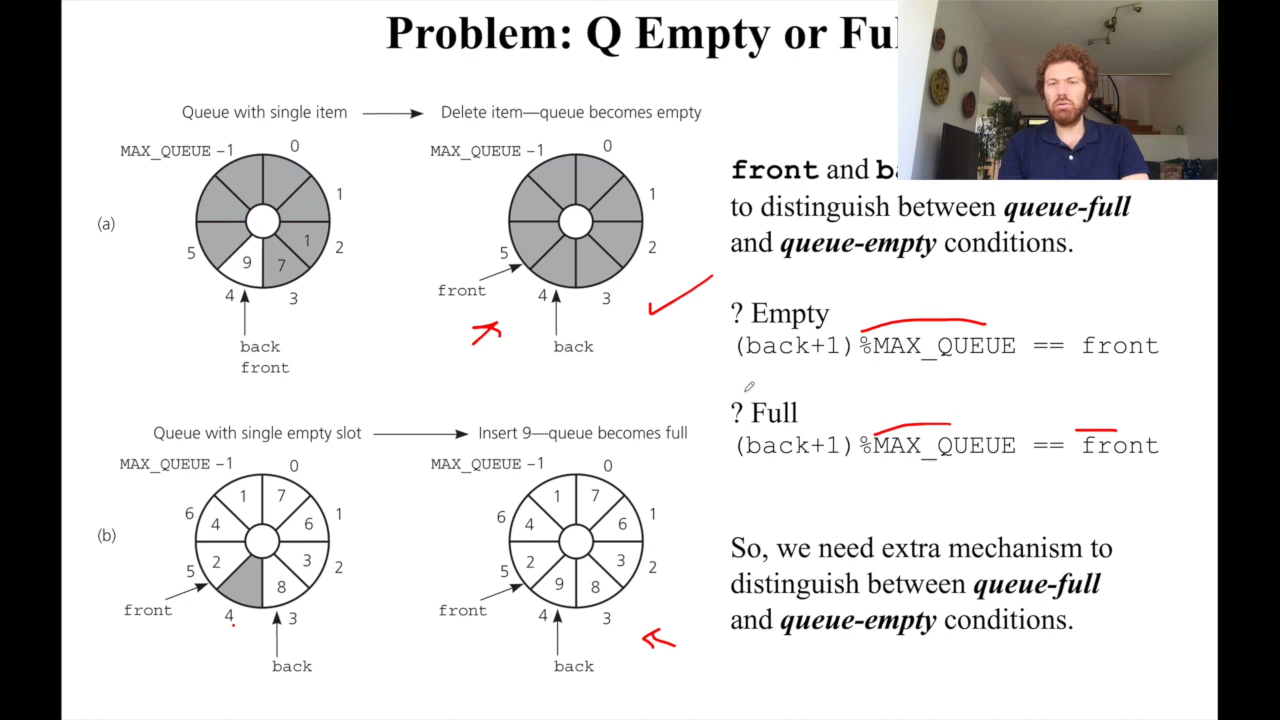 Problem: Q Empty or
Queue with single item
Delete item—queue becomes empty
MAX_QUEUE -1
0
1
2
3
4
5
1
7
9
(a)
back
front
MAX_QUEUE -1
0
1
2
3
4
5
front
back
Queue with single empty slot
Insert 9—queue becomes full
MAX_QUEUE -1
0
1
2
3
4
5
6
1
7
6
3
8
2
4
(b)
front
back
MAX_QUEUE -1
0
1
2
3
4
5
6
1
7
6
3
8
9
2
4
front
back
front and
to distinguish between queue-full
and queue-empty conditions.
? Empty
(back+1)%MAX_QUEUE == front
? Full
(back+1)%MAX_QUEUE == front
So, we need extra mechanism to
distinguish between queue-full
and queue-empty conditions.